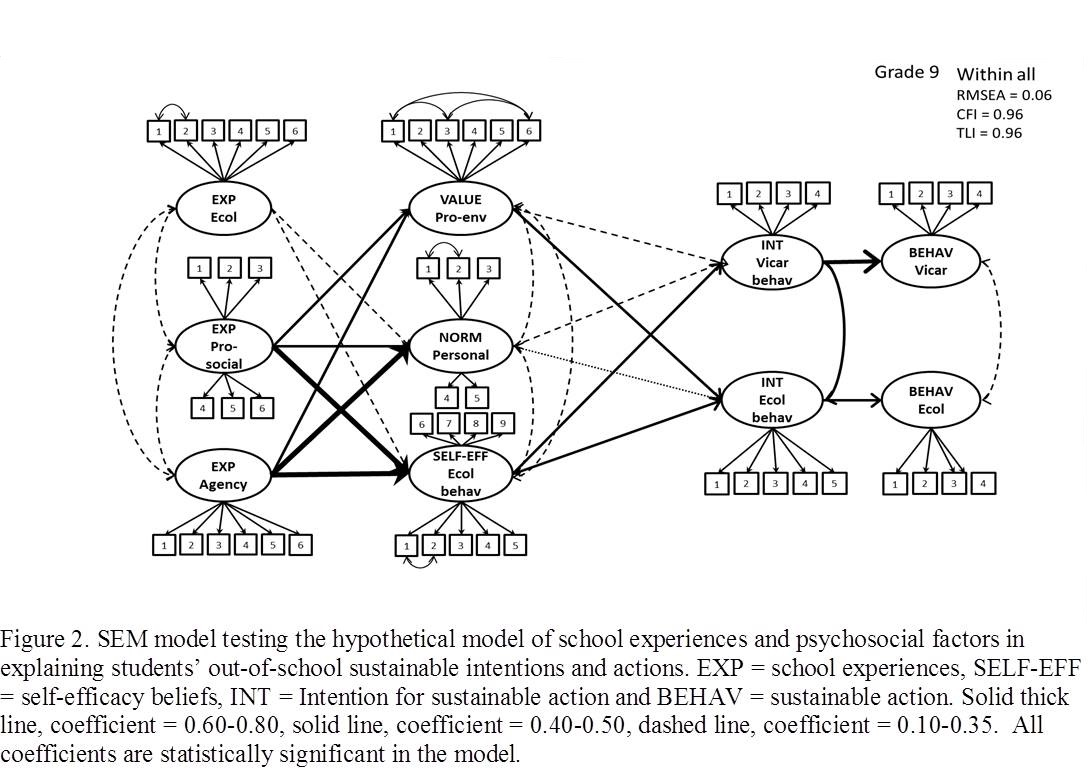 Grade 9 Within all
RMSEA = 0.06
CFI = 0.96
TLI = 0.96
1 2 3 4 5 6
1 2 3 4 5 6
EXP
Ecol
VALUE
Pro-env
1 2 3 4
1 2 3 4
INT
Vicar
behav
BEHAV
Vicar
1 2 3
1 2 3
EXP
Pro-
social
NORM
Personal
4 5 6
4 5
INT
Ecol
behav
BEHAV
Ecol
6 7 8 9
EXP
Agency
SELF-EFF
Ecol
behav
1 2 3 4 5
1 2 3 4
1 2 3 4 5 6
1 2 3 4 5
Figure 2. SEM model testing the hypothetical model of school experiences and psychosocial factors in
explaining students’ out-of-school sustainable intentions and actions. EXP = school experiences, SELF-EFF
= self-efficacy beliefs, INT = Intention for sustainable action and BEHAV = sustainable action. Solid thick
line, coefficient = 0.60-0.80, solid line, coefficient = 0.40-0.50, dashed line, coefficient = 0.10-0.35. All
coefficients are statistically significant in the model.